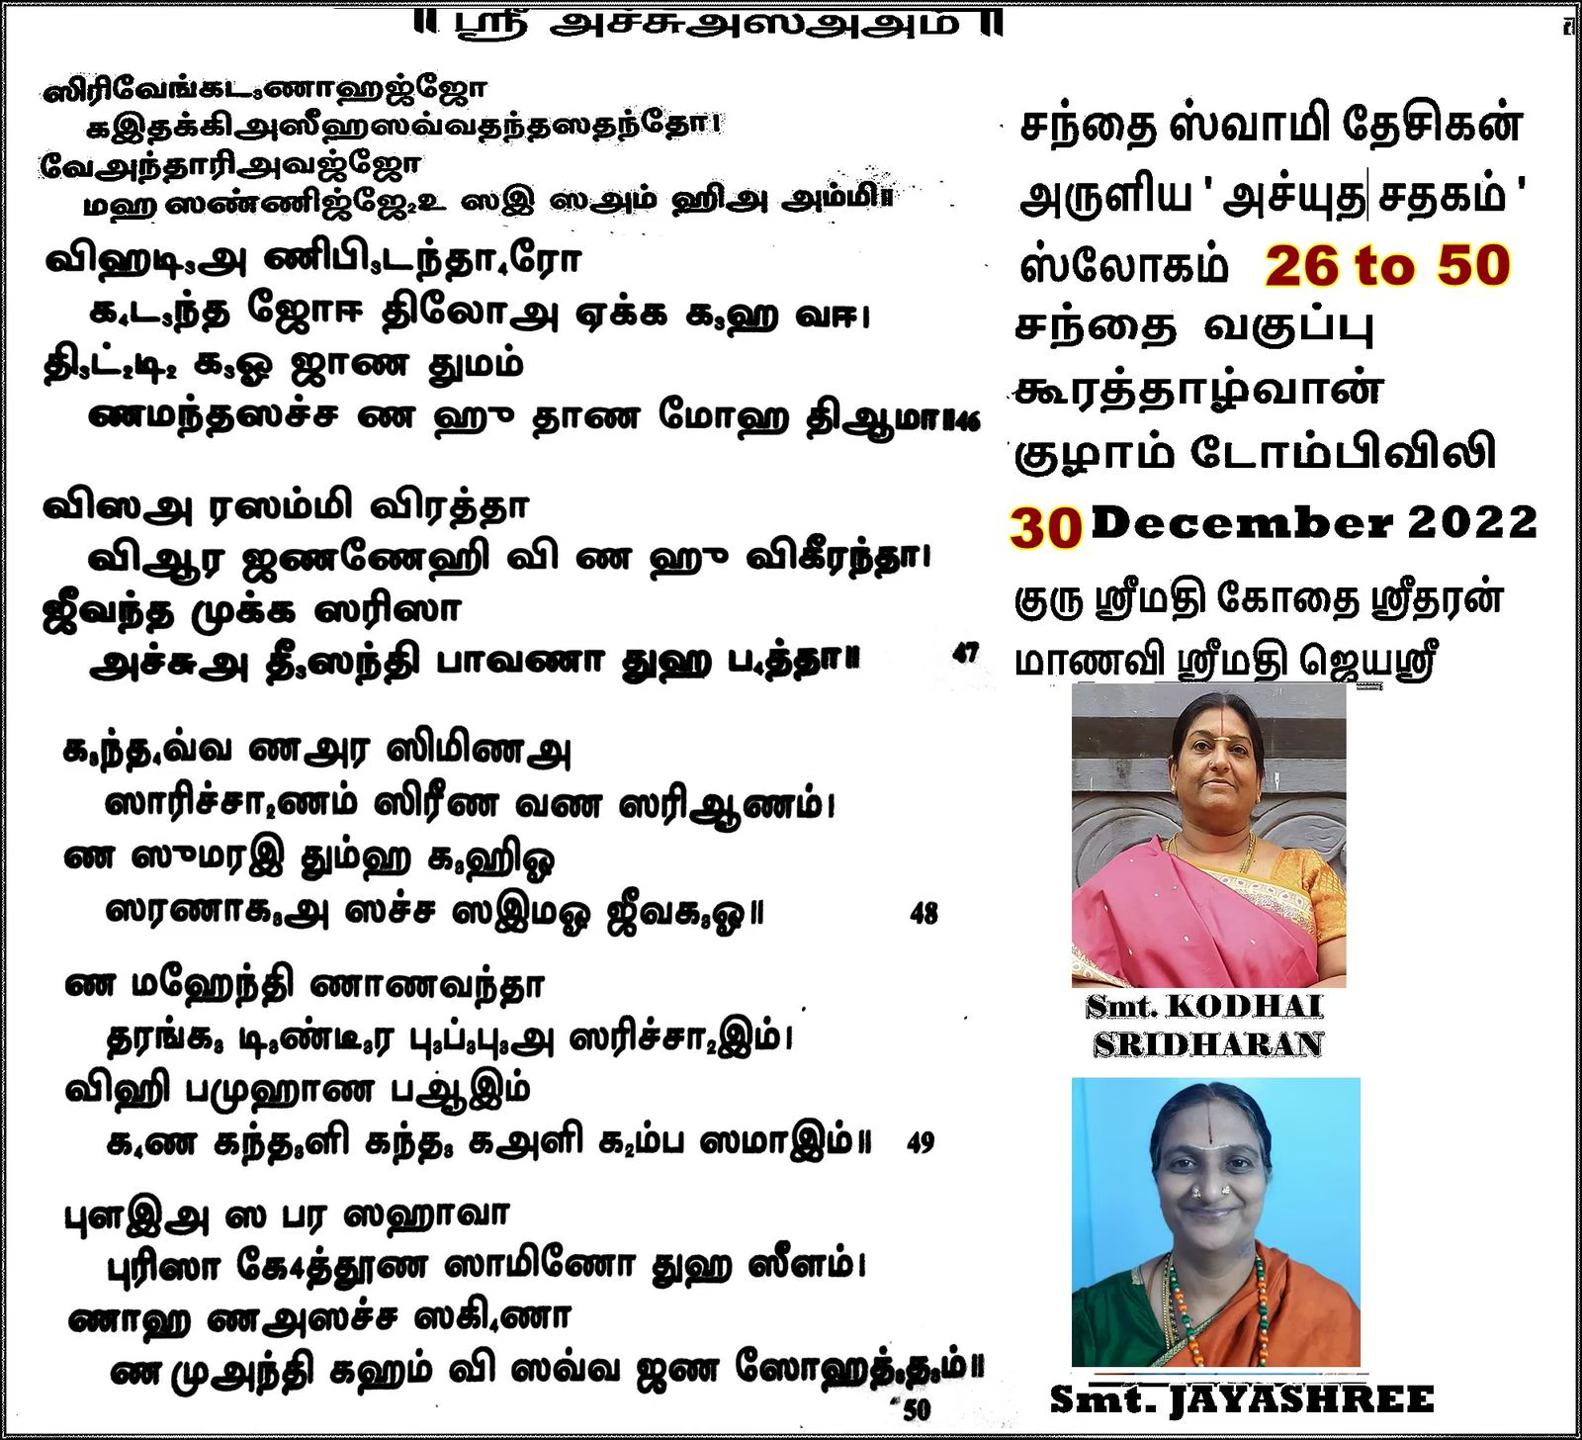 ॥ ஸ்ரீ அச்சுஅஸஅஅம் ॥
ஸிரிவேங்கட₃ணாஹஜ்ஜோ
கஇதக்கிஅஸீஹஸவ்வதந்தஸதந்தோ।
வேஅந்தாரிஅவஜ்ஜோ
மஹ ஸண்ணிஜ்ஜே₂உ ஸஇ ஸஅம் ஹிஅ அம்மி॥
விஹடி₃அ ணிபி₃டந்தா₄ரோ
க₄ட₃ந்த ஜோஈ திலோஅ ஏக்க க₃ஹ வஈ।
தி₃ட்₂டி₂ க₃ஓ ஜாண துமம்
ணமந்தஸச்ச ண ஹு தாண மோஹ திஆமா॥46
விஸஅ ரஸம்மி விரத்தா
விஆர ஜணணேஹி வி ண ஹு விகீரந்தா।
ஜீவந்த முக்க ஸரிஸா
அச்சுஅ தீ₃ஸந்தி பாவணா துஹ ப₄த்தா॥ 47
க₃ந்த₄வ்வ ணஅர ஸிமிணஅ
ஸாரிச்சா₂ணம் ஸிரீண வண ஸரிஆணம்।
ண ஸுமரஇ தும்ஹ க₃ஹிஓ
ஸரணாக₃அ ஸச்ச ஸஇமஓ ஜீவக₃ஓ॥ 48
ண மஹேந்தி ணாணவந்தா
தரங்க₃ டி₃ண்டீ₃ர பு₃ப்₃பு₃அ ஸரிச்சா₂இம்।
விஹி பமுஹாண பஆஇம்
க₄ண கந்த₃ளி கந்த₃ கஅளி க₂ம்ப ஸமாஇம்॥ 49
புளஇஅ ஸ பர ஸஹாவா
புரிஸா கே4த்தூண ஸாமிணோ துஹ ஸீளம்।
ணாஹ ணஅஸச்ச ஸகி₄ணா
ண முஅந்தி கஹம் வி ஸவ்வ ஜண ஸோஹத்₃த₃ம்॥
50
சந்தை ஸ்வாமி தேசிகன்
அருளிய ' அச்யுத சதகம் '
ஸ்லோகம் 26 to 50
சந்தை வகுப்பு
கூரத்தாழ்வான்
குழாம் டோம்பிவிலி
30 December 2022
குரு ஸ்ரீமதி கோதை ஸ்ரீதரன்
மாணவி ஸ்ரீமதி ஜெயஸ்ரீ
Smt. KODHAI
SRIDHARAN
Smt. JAYASHREE